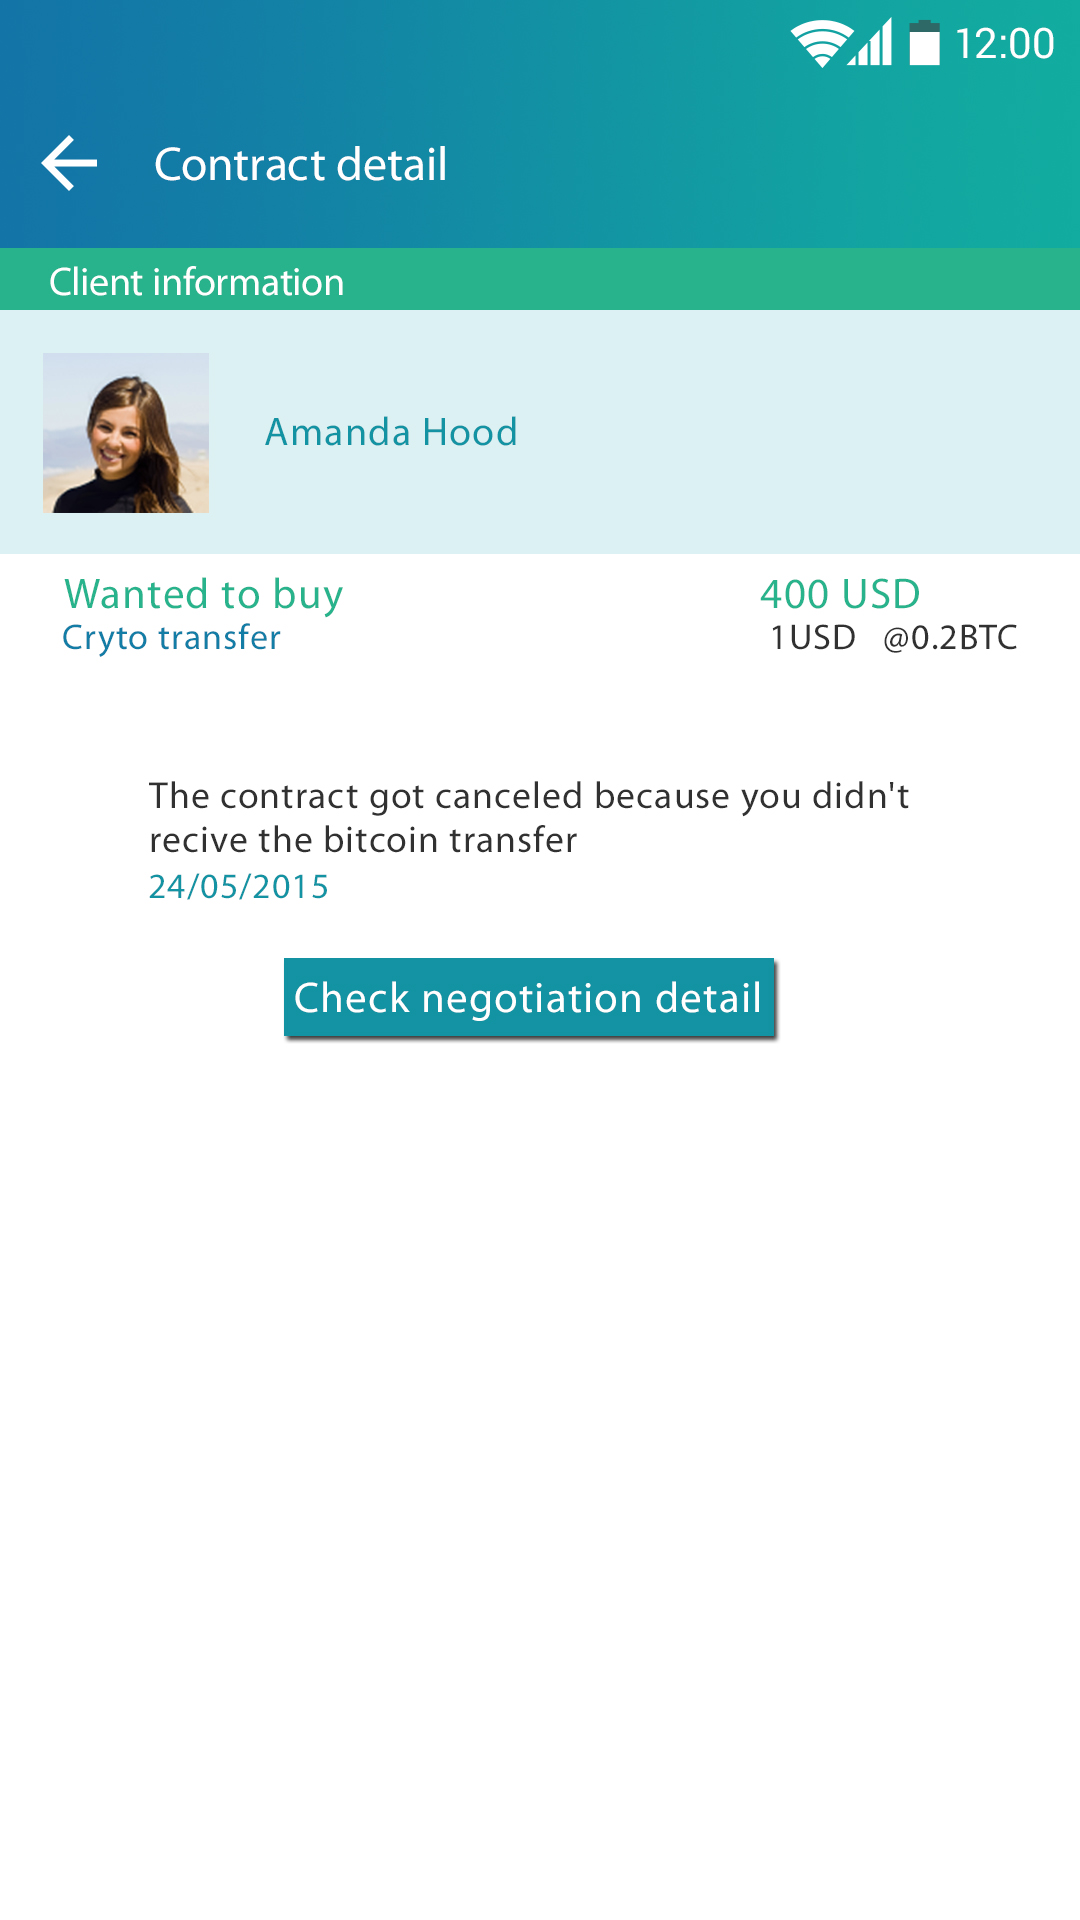 12:00
Contract detail
Client information
Amanda Hood
Wanted to buy 400 USD
Cryto transfer 1USD @0.2BTC
The contract got canceled because you didn't
recive the bitcoin transfer
24/05/2015
Check negotiation detail